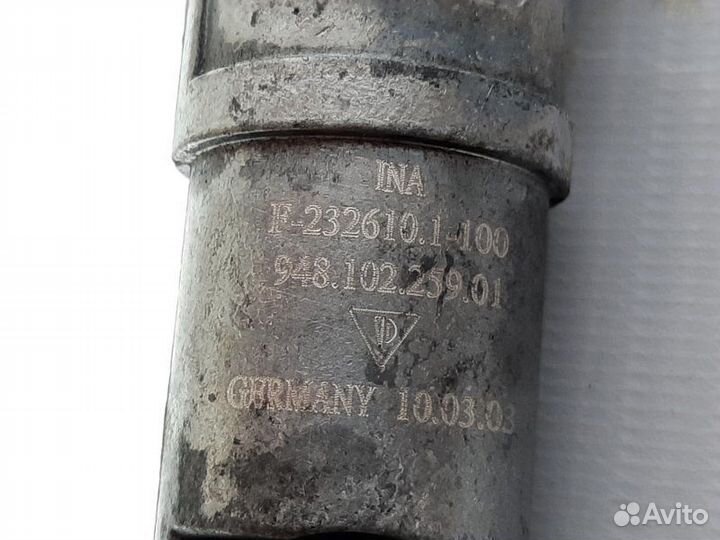 INA
F-232610.1-100
948.102.259.01
D
GERMANY 10.03.03
Avito